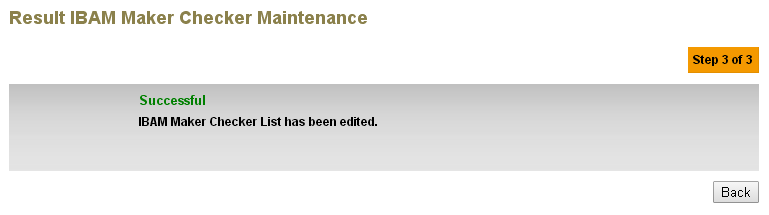 Result IBAM Maker Checker Maintenance
Step 3 of 3
Successful
IBAM Maker Checker List has been edited.
Back